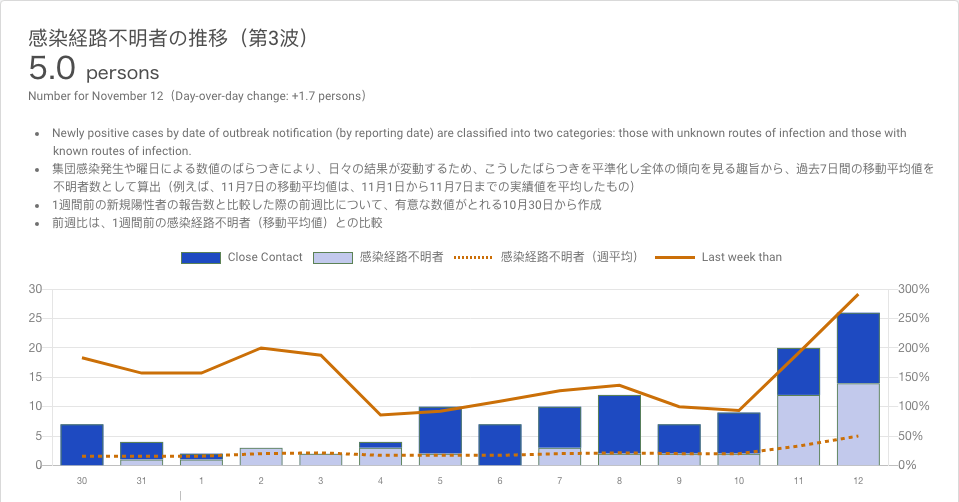 感染経路不明者の推移（第3波）
5.0 persons
Number for November 12（Day-over-day change: +1.7 persons）
• Newly positive cases by date of outbreak notification (by reporting date) are classified into two categories: those with unknown routes of infection and those with
known routes of infection.
• 集団感染発生や曜日による数値のばらつきにより、日々の結果が変動するため、こうしたばらつきを平準化し全体の傾向を見る趣旨から、過去7日間の移動平均値を
不明者数として算出（例えば、11月7日の移動平均値は、11月1日から11月7日までの実績値を平均したもの）
• 1週間前の新規陽性者の報告数と比較した際の前週比について、有意な数値がとれる10月30日から作成
• 前週比は、1週間前の感染経路不明者（移動平均値）との比較
Close Contact 感染経路不明者 感染経路不明者（週平均） Last week than
30 300%
25 250%
20 200%
15 150%
10 100%
5 50%
0 0%
30 31 1 2 3 4 5 6 7 8 9 10 11 12